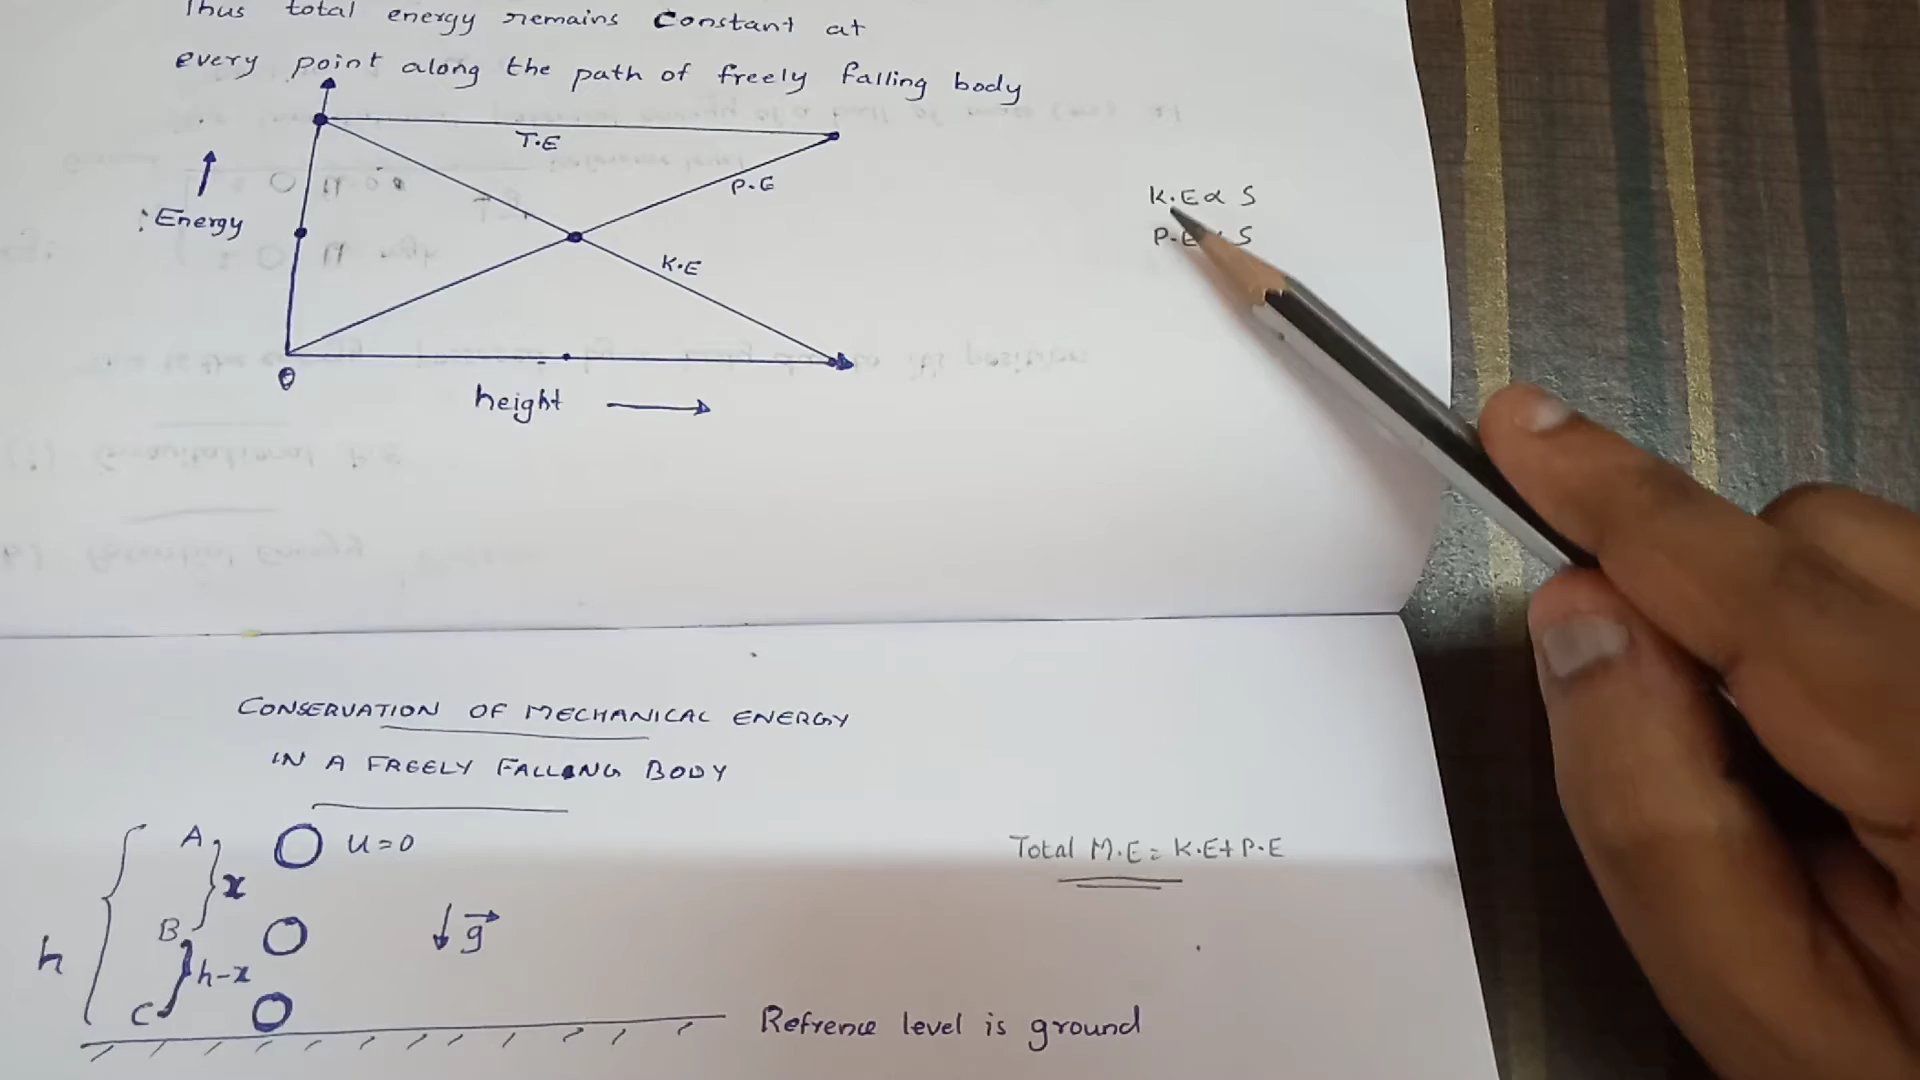 Thus total energy remains constant at
every point along the path of freely falling body
T.E
P.E
K.E
Energy
0
height
K.E ∝ S
S
CONSERVATION OF MECHANICAL ENERGY
IN A FREELY FALLING BODY
A
u=0
x
B
h
h-x
C
g
Total M.E = K.E+P.E
Refrence level is ground